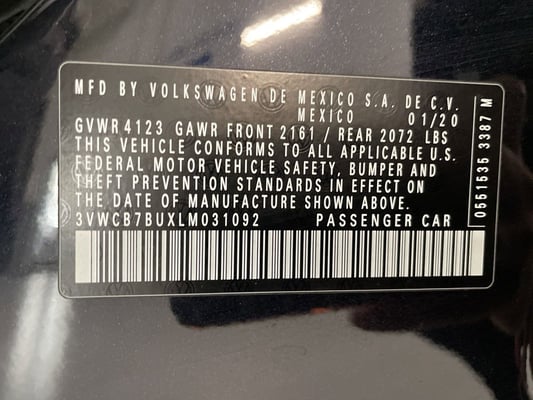 MFD BY VOLKSWAGEN DE MEXICO S.A. DE C.V.
MEXICO 01/20
GVWR 4123 GAWR FRONT 2161 / REAR 2072 LBS
THIS VEHICLE CONFORMS TO ALL APPLICABLE U.S.
FEDERAL MOTOR VEHICLE SAFETY, BUMPER AND
THEFT PREVENTION STANDARDS IN EFFECT ON
THE DATE OF MANUFACTURE SHOWN ABOVE.
3VWCB7BUXLM031092 PASSENGER CAR
0551535 3387 M